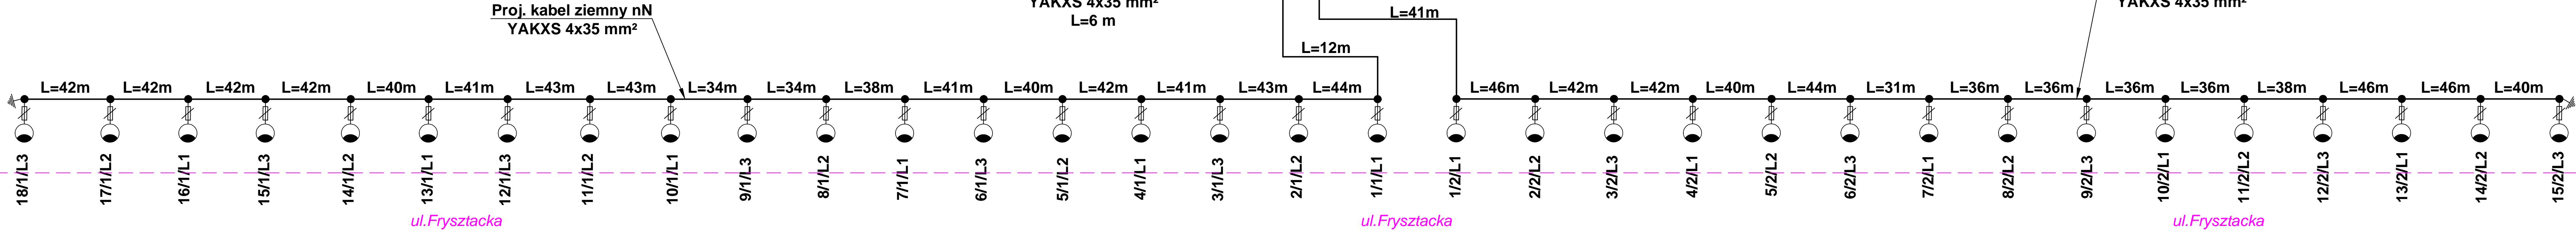 Proj. kabel ziemny nN
YAKXS 4x35 mm²
YAKXS 4x35 mm²
L=6 m
L=41m
YAKXS 4x35 mm²
L=12m
L=42m L=42m L=42m L=42m L=40m L=41m L=43m L=43m L=34m L=34m L=38m L=41m L=40m L=42m L=41m L=43m L=44m L=46m L=42m L=42m L=40m L=44m L=31m L=36m L=36m L=36m L=36m L=38m L=46m L=46m L=40m
18/1/L3
17/1/L2
16/1/L1
15/1/L3
14/1/L2
13/1/L1
12/1/L3
11/1/L2
10/1/L1
9/1/L3
8/1/L2
7/1/L1
6/1/L3
5/1/L2
4/1/L1
3/1/L3
2/1/L2
1/1/L1
1/2/L1
2/2/L2
3/2/L3
4/2/L1
5/2/L2
6/2/L3
7/2/L1
8/2/L2
9/2/L3
10/2/L1
11/2/L2
12/2/L3
13/2/L1
14/2/L2
15/2/L3
ul.Frysztacka ul.Frysztacka ul.Frysztacka